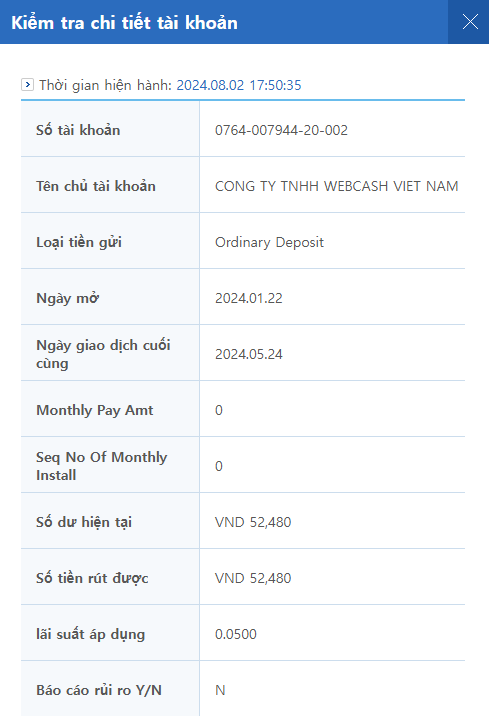 Kiểm tra chi tiết tài khoản
Thời gian hiện hành: 2024.08.02 17:50:35
Số tài khoản 0764-007944-20-002
Tên chủ tài khoản CONG TY TNHH WEBCASH VIET NAM
Loại tiền gửi Ordinary Deposit
Ngày mở 2024.01.22
Ngày giao dịch cuối
cùng 2024.05.24
Monthly Pay Amt 0
Seq No Of Monthly
Install 0
Số dư hiện tại VND 52,480
Số tiền rút được VND 52,480
lãi suất áp dụng 0.0500
Báo cáo rủi ro Y/N N